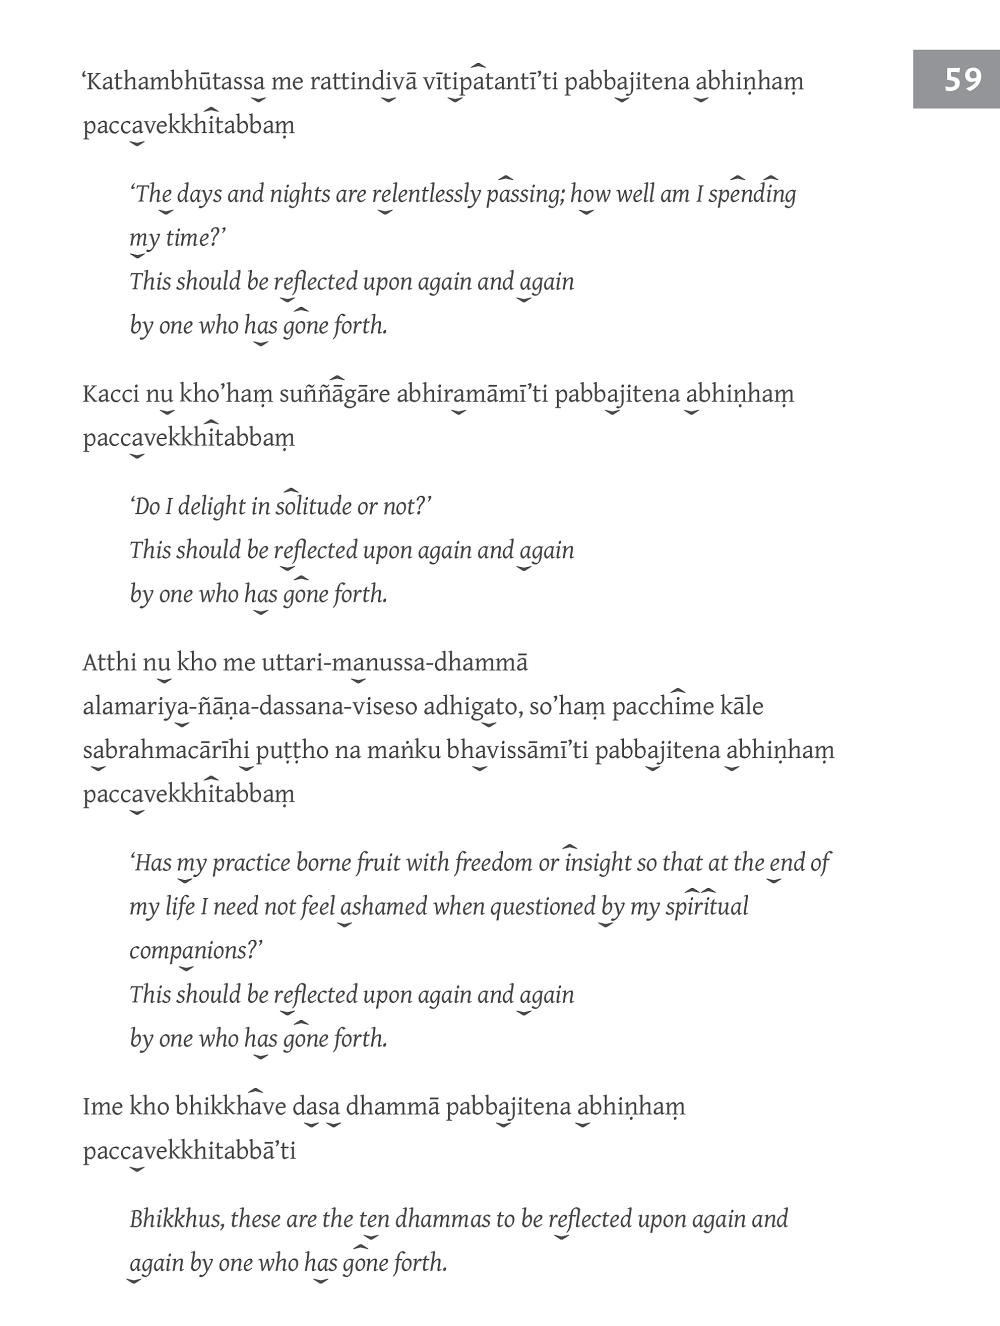 59
‘Kathambhūtassa me rattindivā vītipatantī’ti pabbajitena abhiṇhaṃ
paccavekkhitabbaṃ
‘The days and nights are relentlessly passing; how well am I spending
my time?’
This should be reflected upon again and again
by one who has gone forth.
Kacci nu kho’haṃ suññāgāre abhiramāmī’ti pabbajitena abhiṇhaṃ
paccavekkhitabbaṃ
‘Do I delight in solitude or not?’
This should be reflected upon again and again
by one who has gone forth.
Atthi nu kho me uttari-manussa-dhammā
alamariya-ñāṇa-dassana-viseso adhigato, so’haṃ pacchime kāle
sabrahmacārīhi puṭṭho na maṅku bhavissāmī’ti pabbajitena abhiṇhaṃ
paccavekkhitabbaṃ
‘Has my practice borne fruit with freedom or insight so that at the end of
my life I need not feel ashamed when questioned by my spiritual
companions?’
This should be reflected upon again and again
by one who has gone forth.
Ime kho bhikkhave dasa dhammā pabbajitena abhiṇhaṃ
paccavekkhitabbā’ti
Bhikkhus, these are the ten dhammas to be reflected upon again and
again by one who has gone forth.